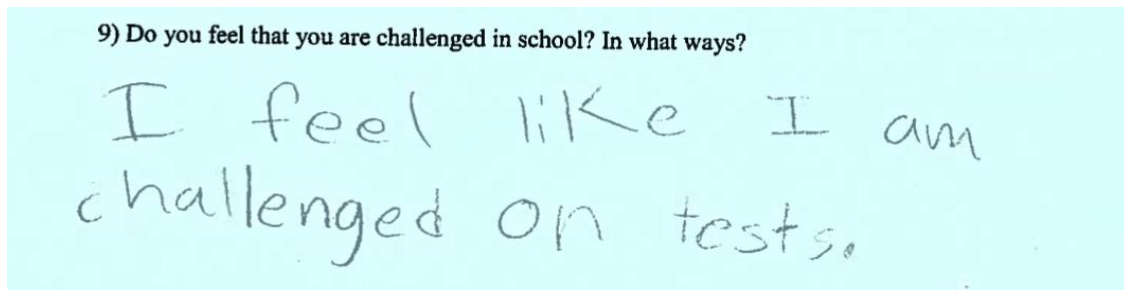 9) Do you feel that you are challenged in school? In what ways?
I feel like I am
challenged on tests.